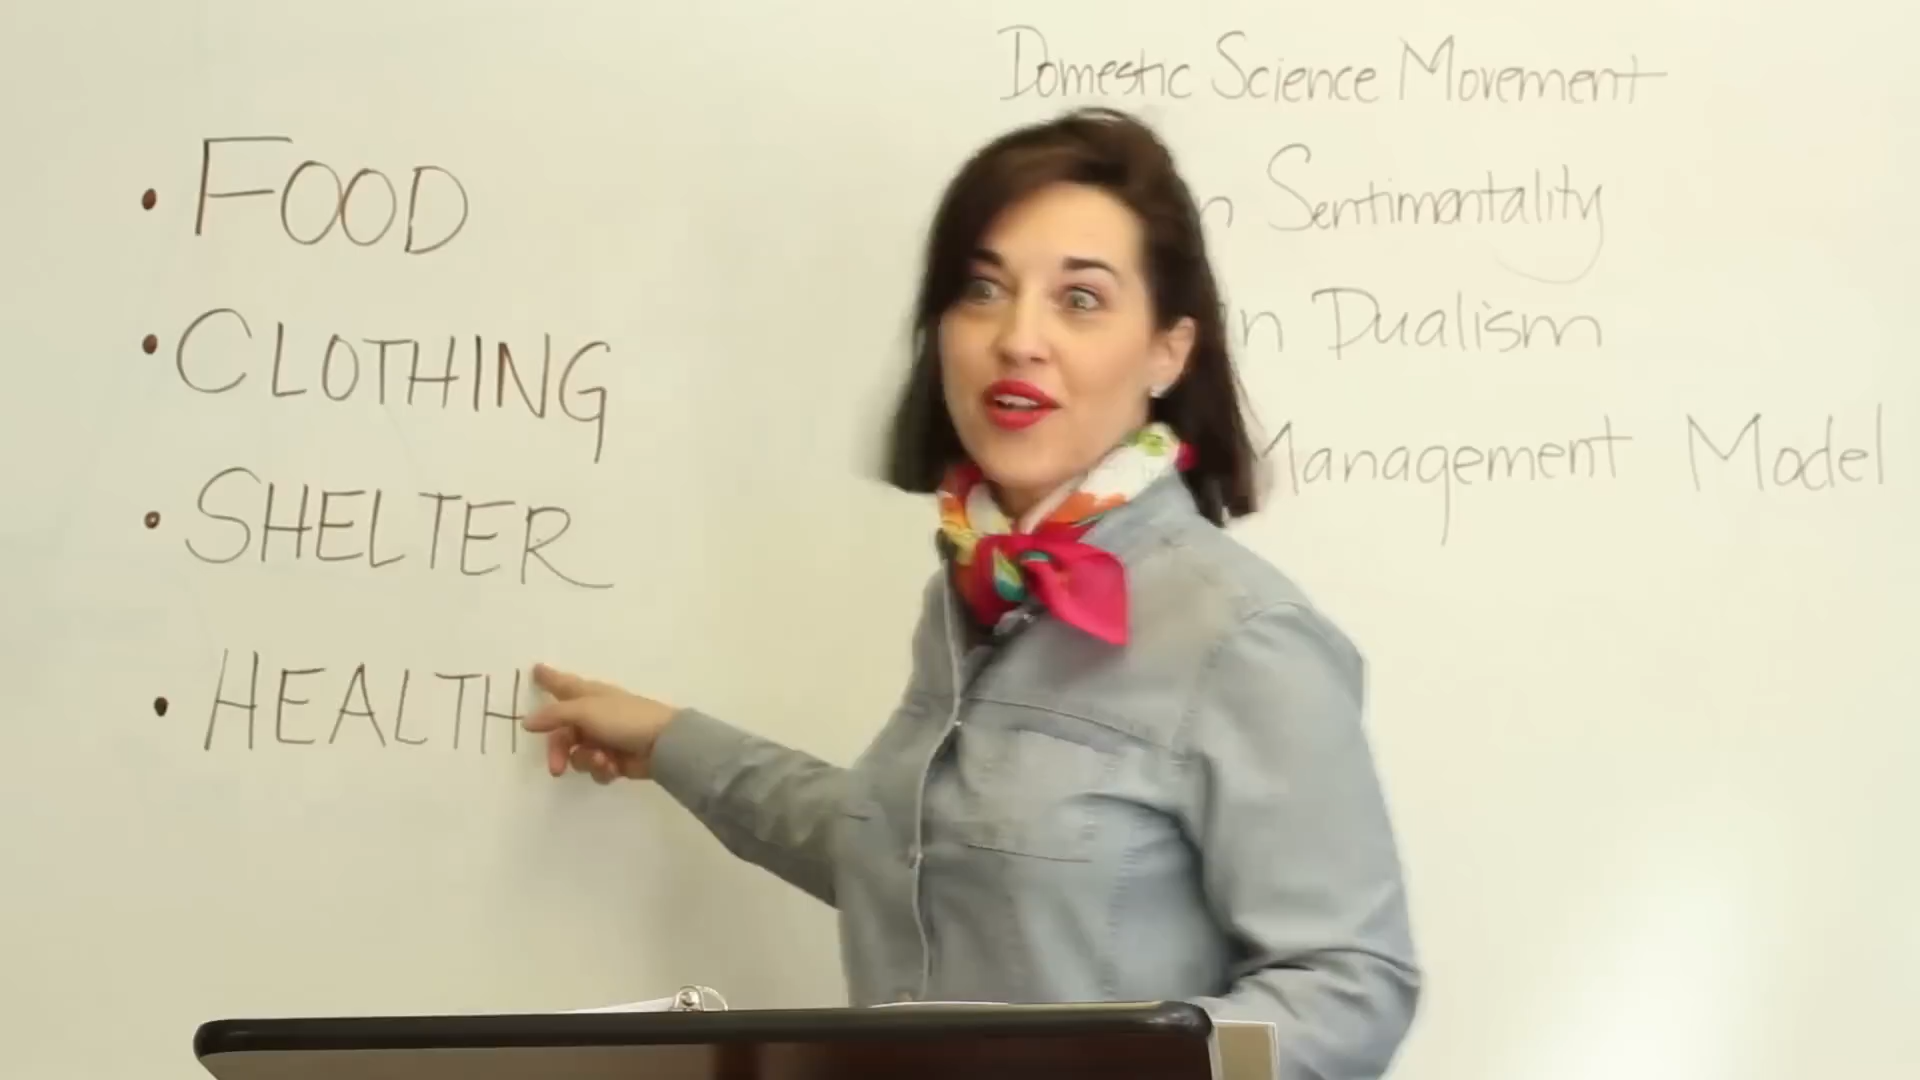 FOOD
CLOTHING
SHELTER
HEALTH
Domestic Science Movement
Sentimentality
Dualism
Management Model